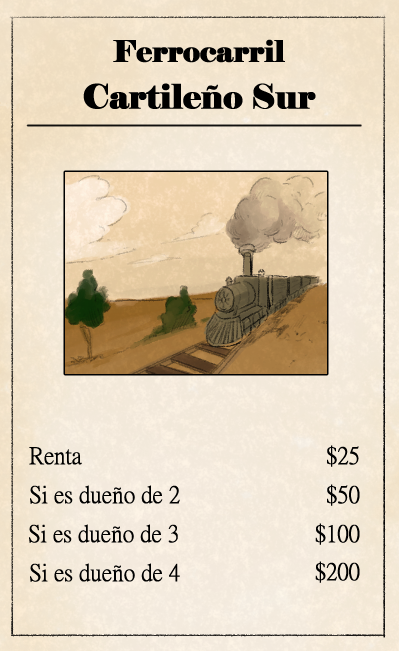 Ferrocarril
Cartileño Sur
Renta $25
Si es dueño de 2 $50
Si es dueño de 3 $100
Si es dueño de 4 $200